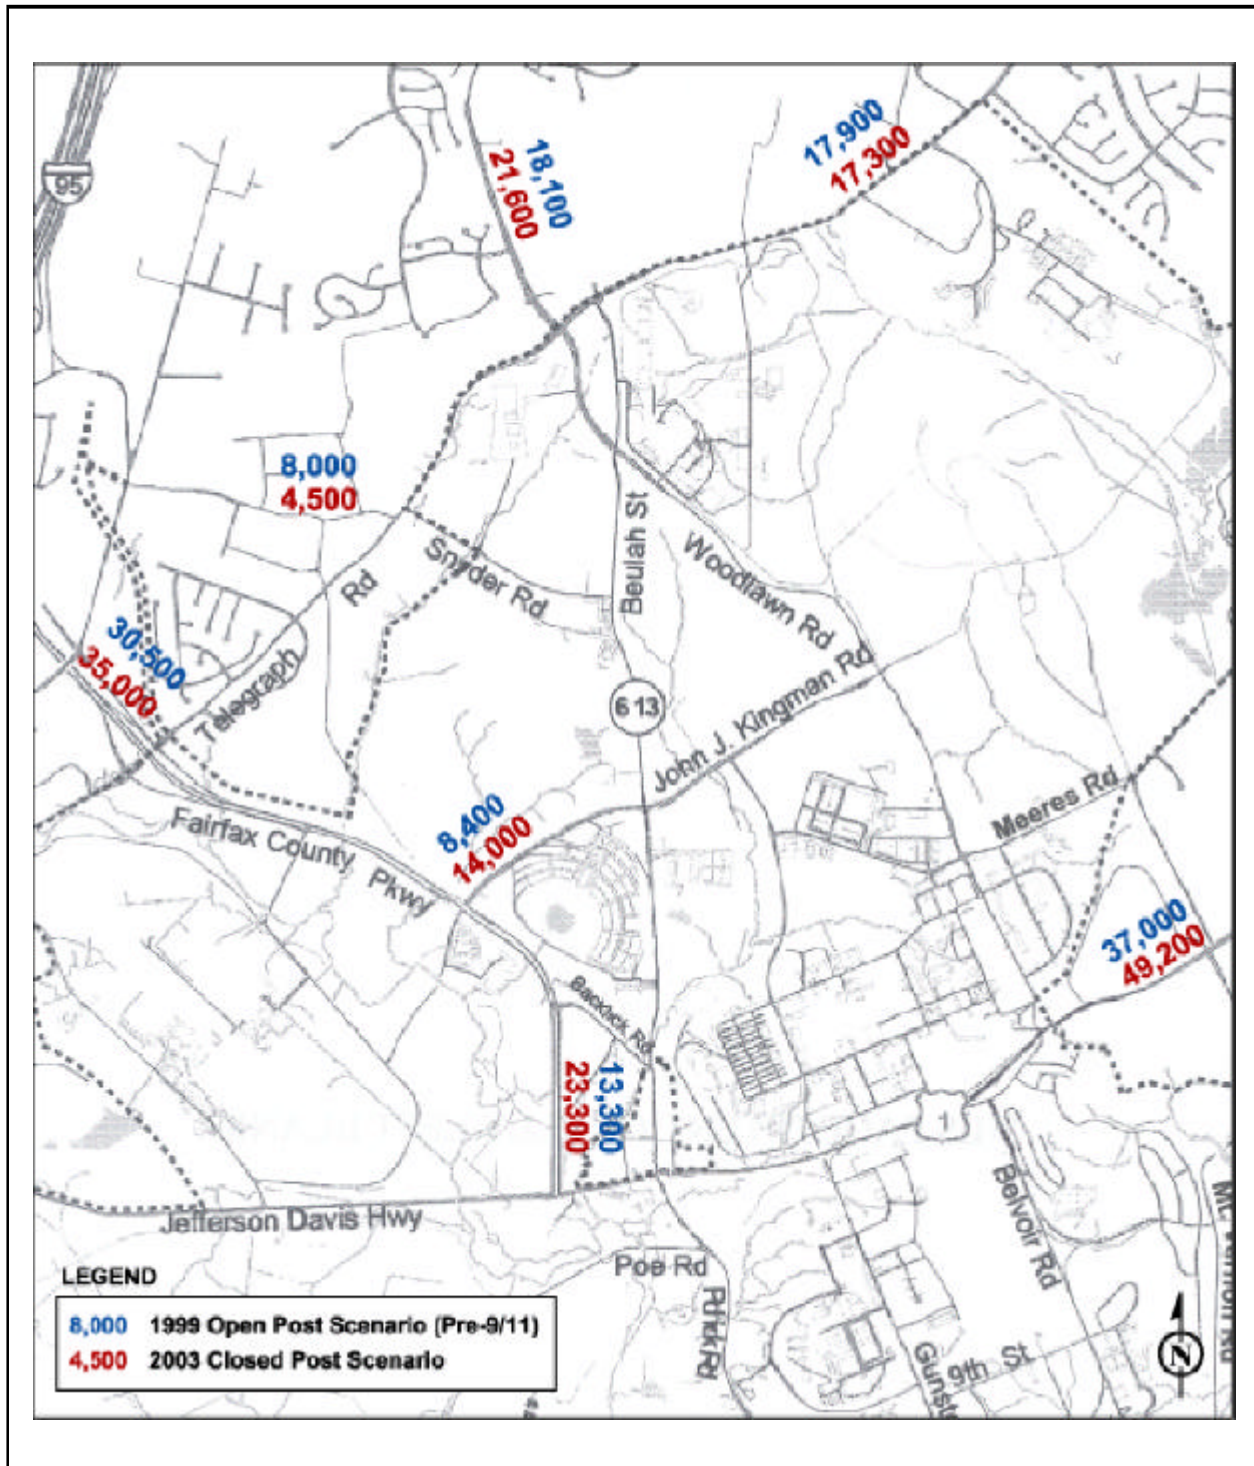 95
18,100
21,600
17,900
17,300
8,000
4,500
Snyder Rd
Beulah St
Woodlawn Rd
30,500
35,000
Telegraph Rd
613
John J. Kingman Rd
Fairfax County Pkwy
8,400
14,000
Meeres Rd
37,000
49,200
Backlick Rd
13,300
23,300
1
Belvoir Rd
Jefferson Davis Hwy
Poe Rd
Rd
9th St
N
LEGEND
8,000 1999 Open Post Scenario (Pre-9/11)
4,500 2003 Closed Post Scenario